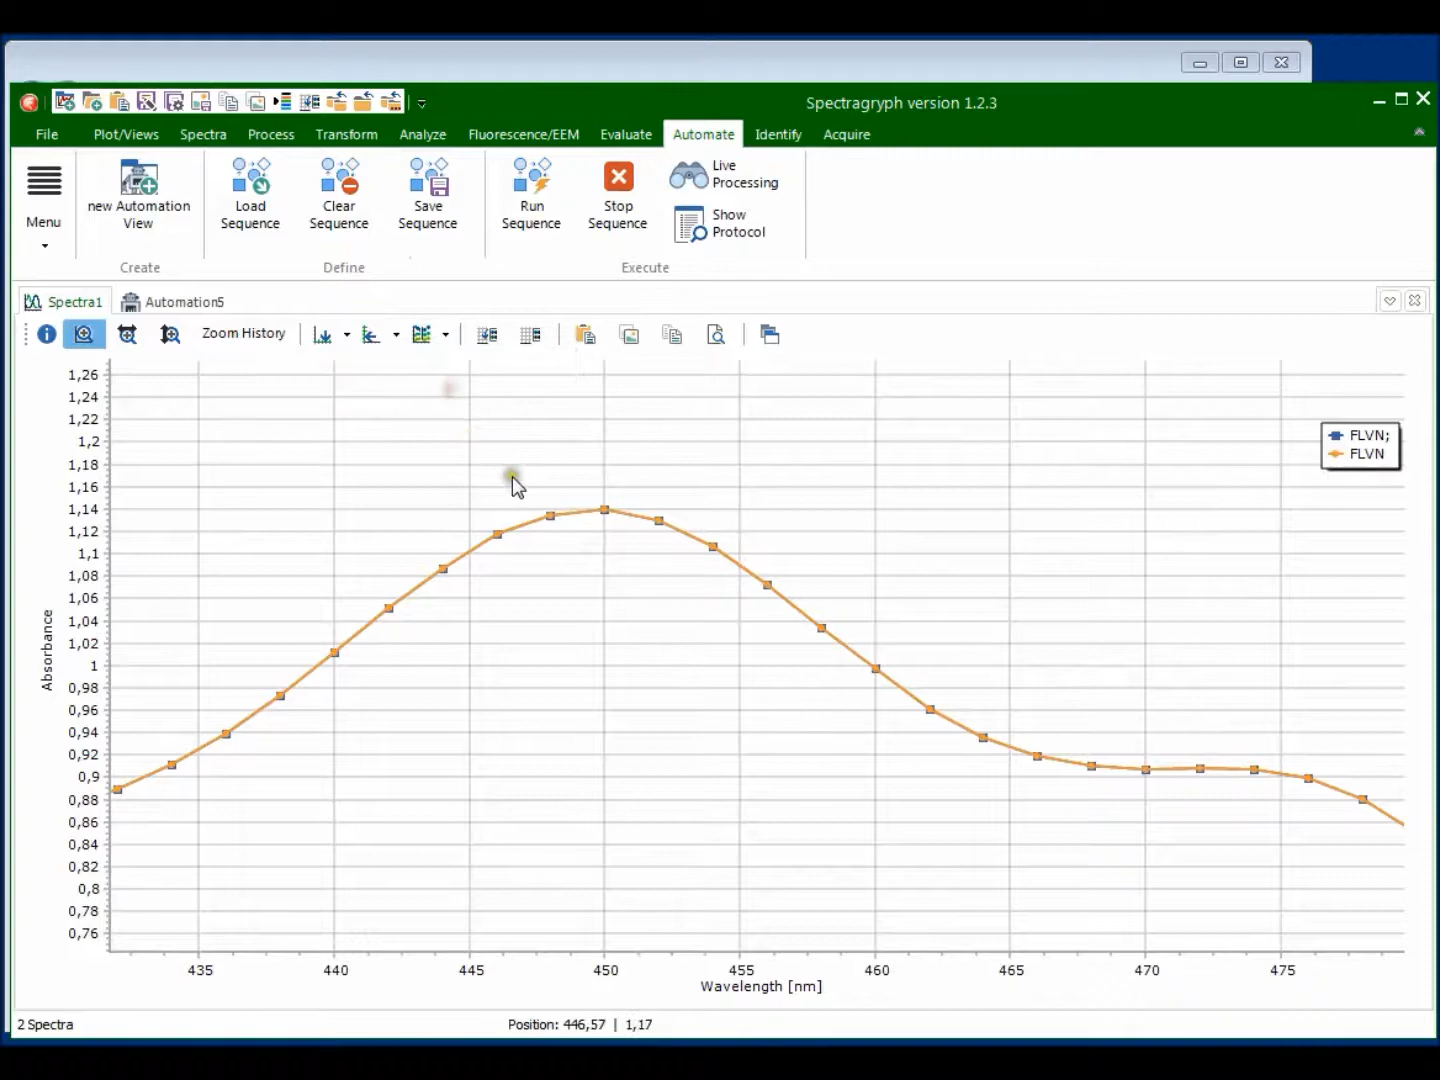 Spectragryph version 1.2.3
File Plot/Views Spectra Process Transform Analyze Fluorescence/EEM Evaluate Automate Identify Acquire
Menu
new Automation
View
Load
Sequence
Clear
Sequence
Save
Sequence
Run
Sequence
Stop
Sequence
Live
Processing
Show
Protocol
Create Define Execute
Spectra1 Automation5
Zoom History
1,26
1,24
1,22
1,2
1,18
1,16
1,14
1,12
1,1
1,08
1,06
1,04
1,02
1
0,98
0,96
0,94
0,92
0,9
0,88
0,86
0,84
0,82
0,8
0,78
0,76
Absorbance
FLVN;
FLVN
435 440 445 450 455 460 465 470 475
Wavelength [nm]
2 Spectra Position: 446,57 | 1,17